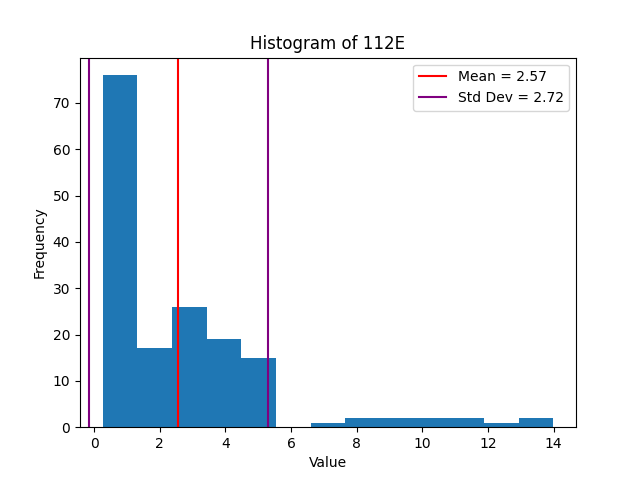 Histogram of 112E
Mean = 2.57
Std Dev = 2.72
Frequency
70
60
50
40
30
20
10
0
0 2 4 6 8 10 12 14
Value